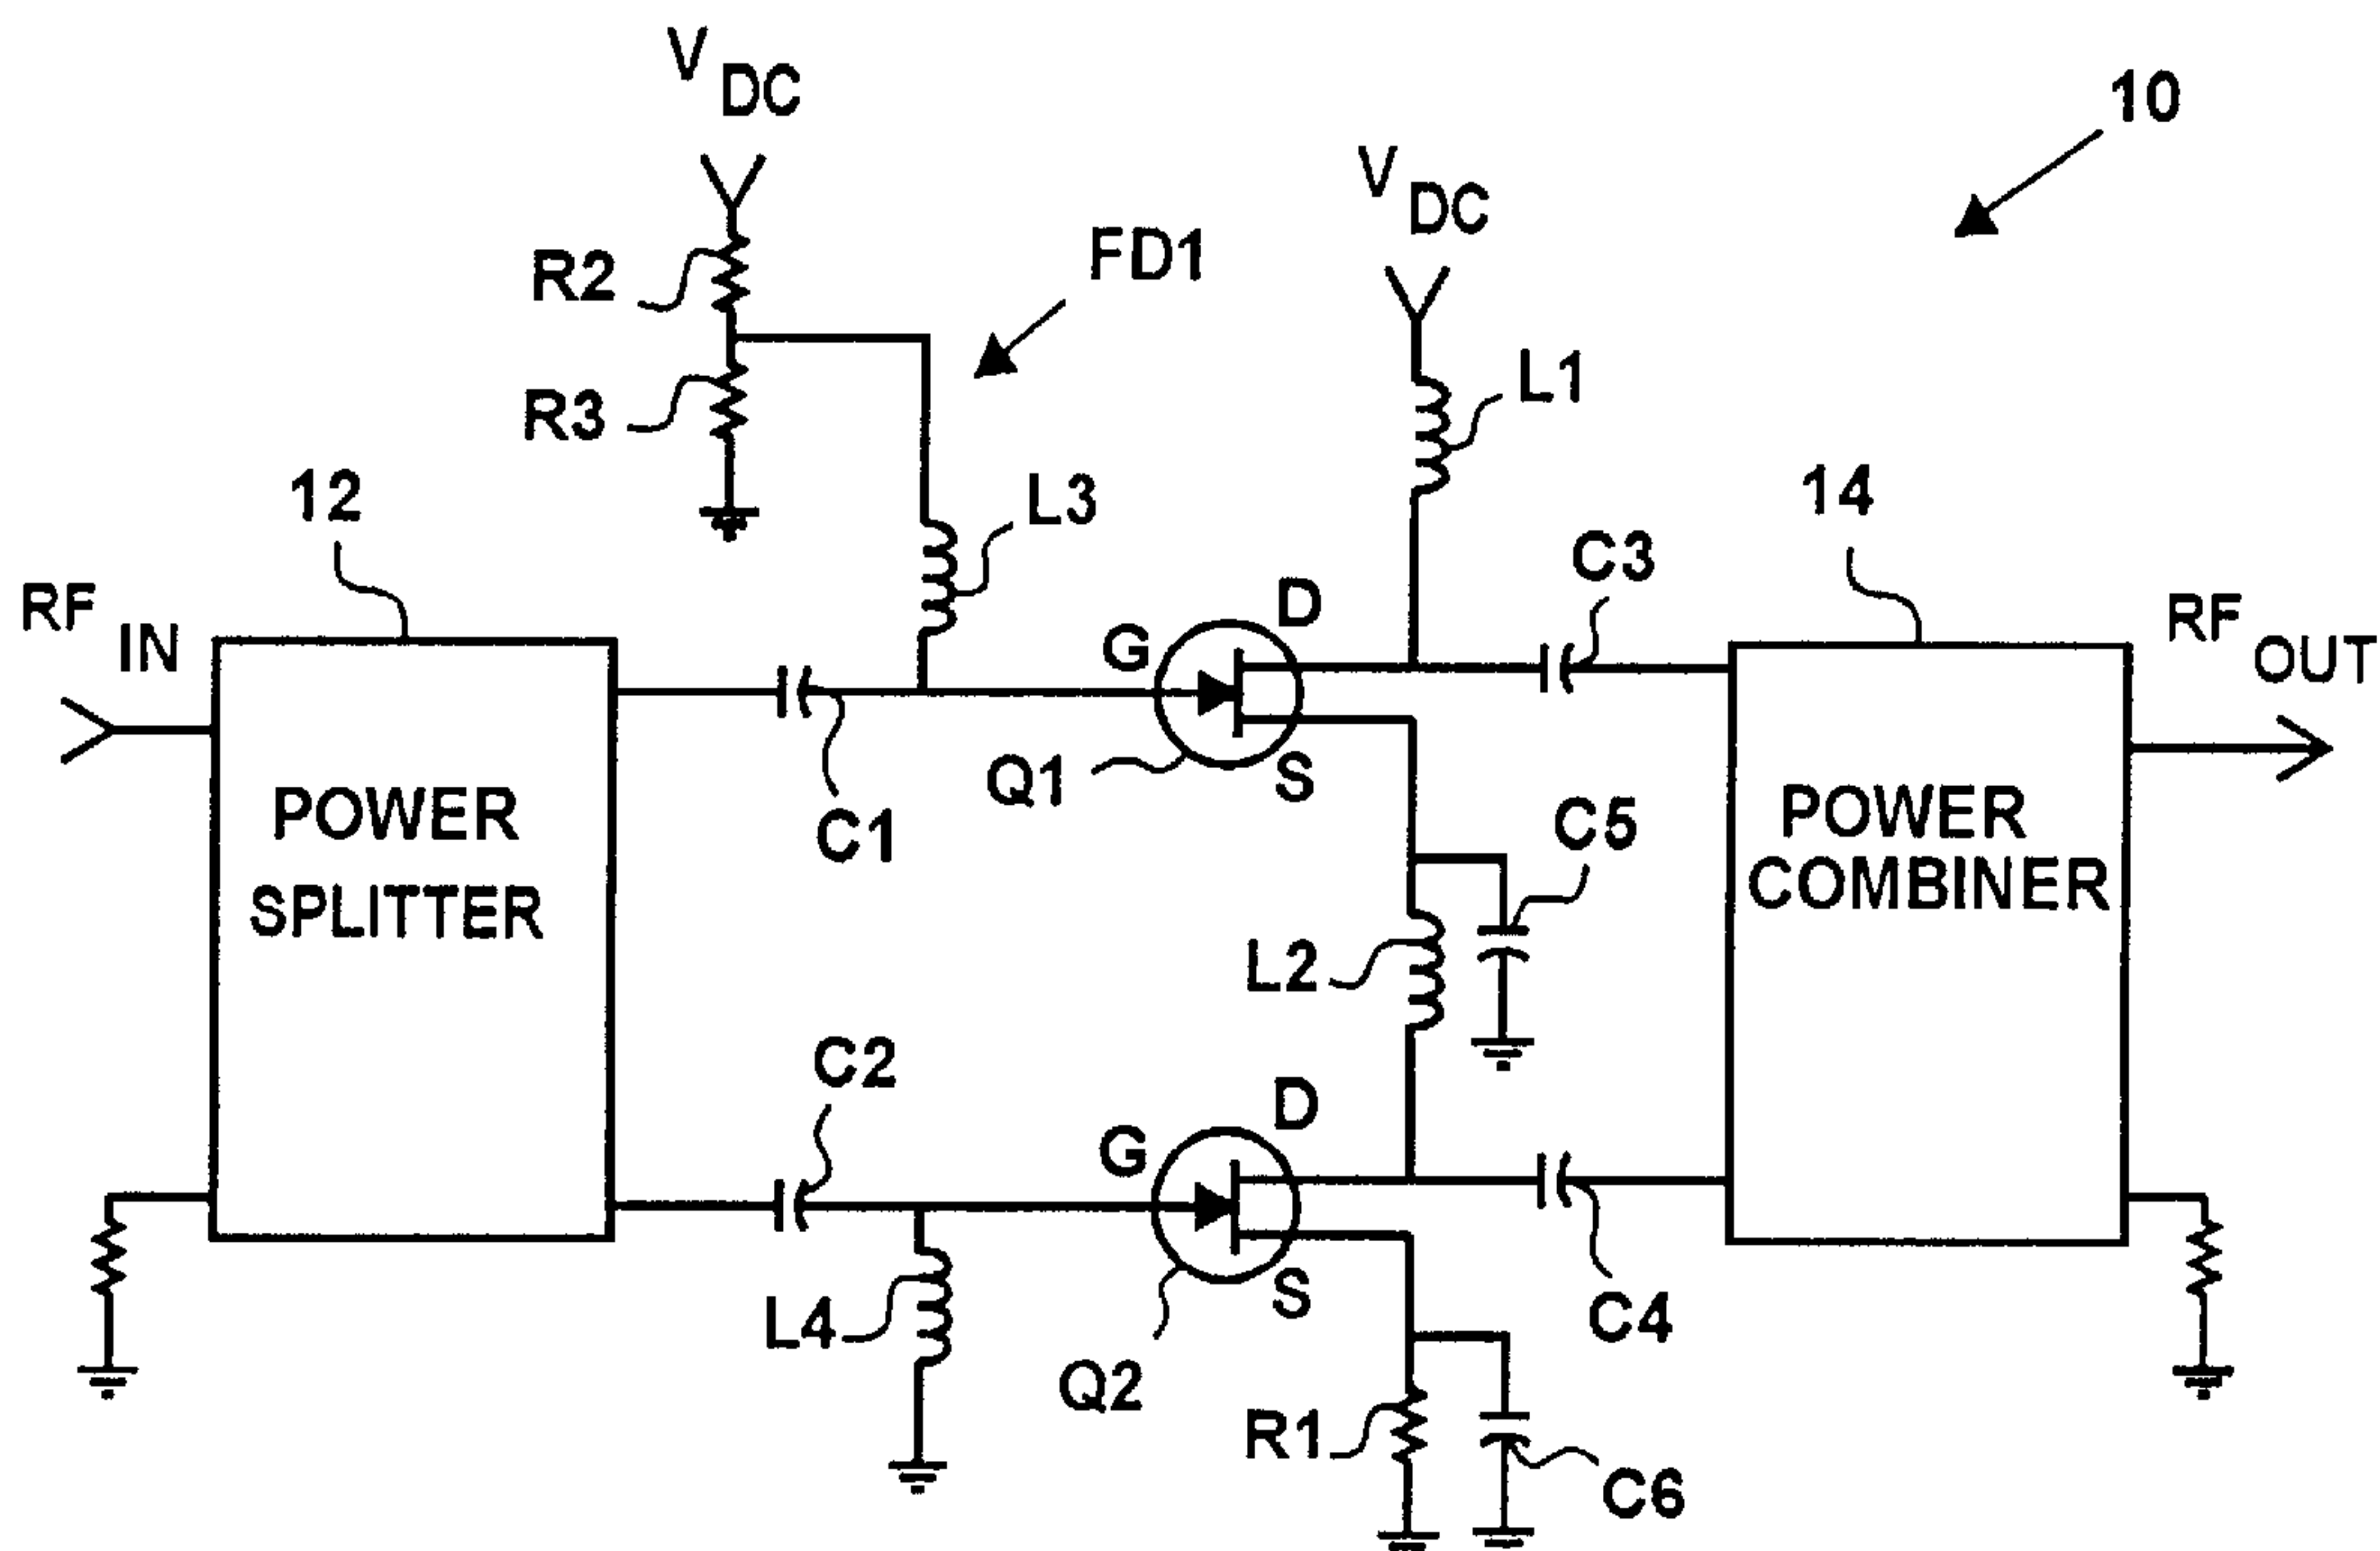 V DC
10
V DC
R2
FD1
R3
L1
12
L3
14
C3
RF IN
D
RF OUT
G
Q1
S
POWER
SPLITTER
C1
C5
POWER
COMBINER
L2
C2
D
G
L4
S
C4
Q2
R1
C6